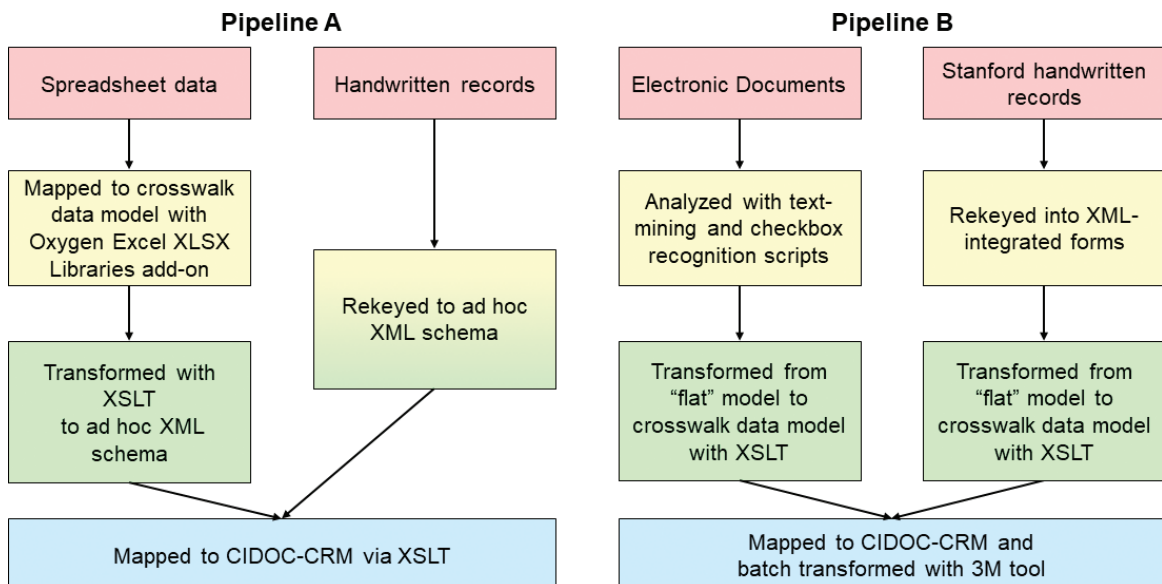 Pipeline A
Spreadsheet data
Handwritten records
Mapped to crosswalk
data model with
Oxygen Excel XLSX
Libraries add-on
Rekeyed to ad hoc
XML schema
Transformed with
XSLT
to ad hoc XML
schema
Mapped to CIDOC-CRM via XSLT
Pipeline B
Electronic Documents
Stanford handwritten
records
Analyzed with text-
mining and checkbox
recognition scripts
Rekeyed into XML-
integrated forms
Transformed from
“flat” model to
crosswalk data model
with XSLT
Transformed from
“flat” model to
crosswalk data model
with XSLT
Mapped to CIDOC-CRM and
batch transformed with 3M tool